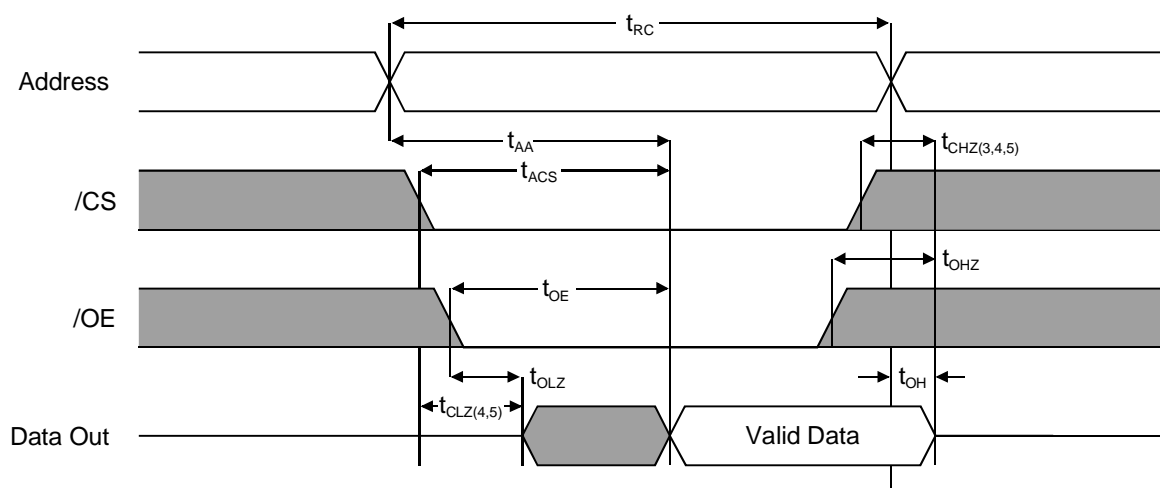 tRC
Address
tAA
tCHZ(3,4,5)
tACS
/CS
tOHZ
tOE
/OE
tOLZ
tOH
tCLZ(4,5)
Data Out
Valid Data